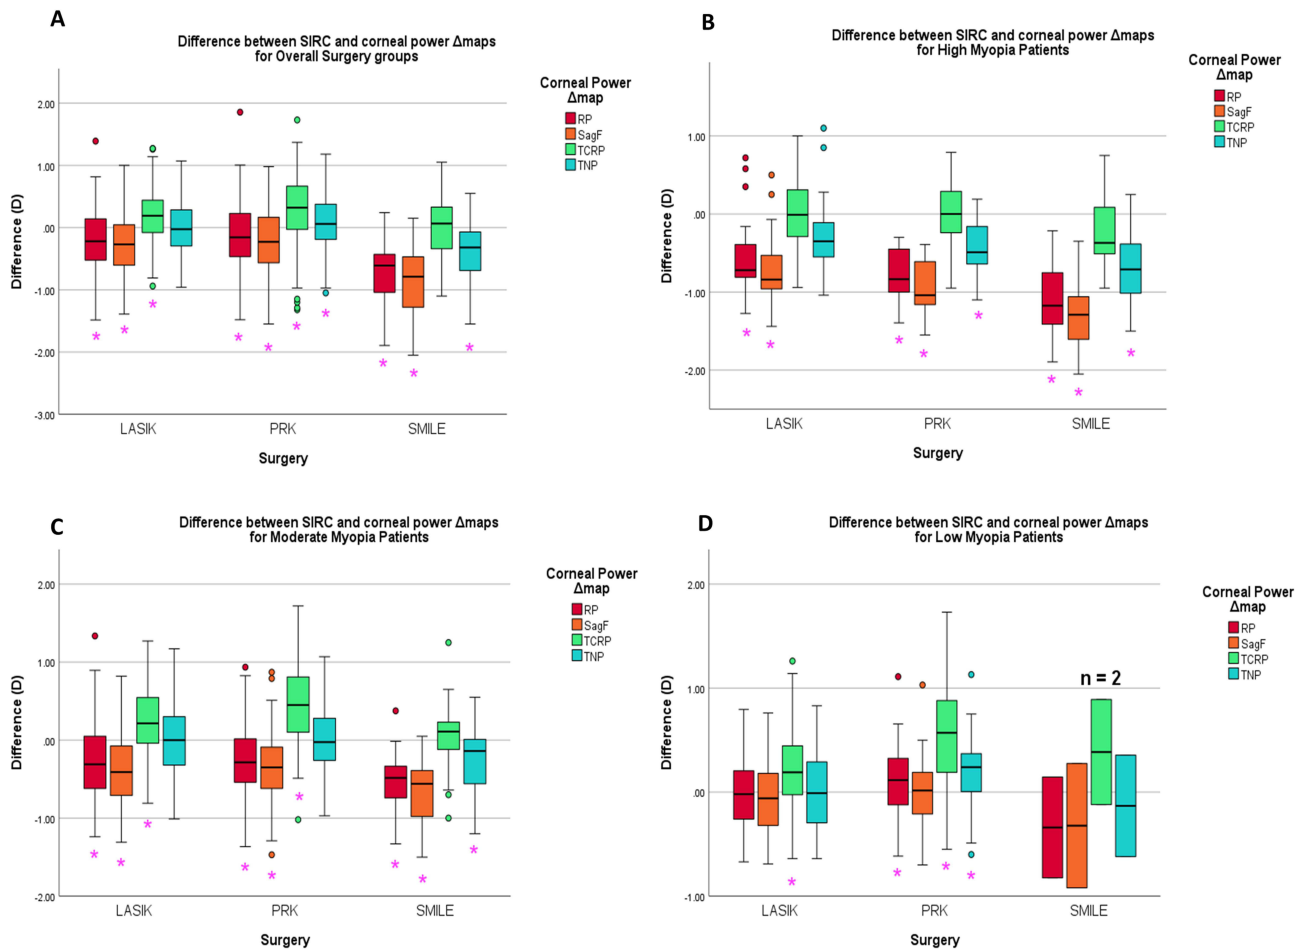 A
Difference between SIRC and corneal power Δmaps
for Overall Surgery groups
Corneal Power
Δmap
RP
SagF
TCRP
TNP
Difference (D)
2.00
1.00
.00
-1.00
-2.00
-3.00
*
*
*
*
*
*
*
*
*
*
LASIK
PRK
SMILE
Surgery
B
Difference between SIRC and corneal power Δmaps
for High Myopia Patients
Corneal Power
Δmap
RP
SagF
TCRP
TNP
Difference (D)
1.00
.00
-1.00
-2.00
*
*
*
*
*
*
*
*
LASIK
PRK
SMILE
Surgery
C
Difference between SIRC and corneal power Δmaps
for Moderate Myopia Patients
Corneal Power
Δmap
RP
SagF
TCRP
TNP
Difference (D)
2.00
1.00
.00
-1.00
-2.00
*
*
*
*
*
*
*
*
*
LASIK
PRK
SMILE
Surgery
D
Difference between SIRC and corneal power Δmaps
for Low Myopia Patients
Corneal Power
Δmap
RP
SagF
TCRP
TNP
Difference (D)
2.00
1.00
.00
-1.00
n = 2
*
*
*
*
LASIK
PRK
SMILE
Surgery